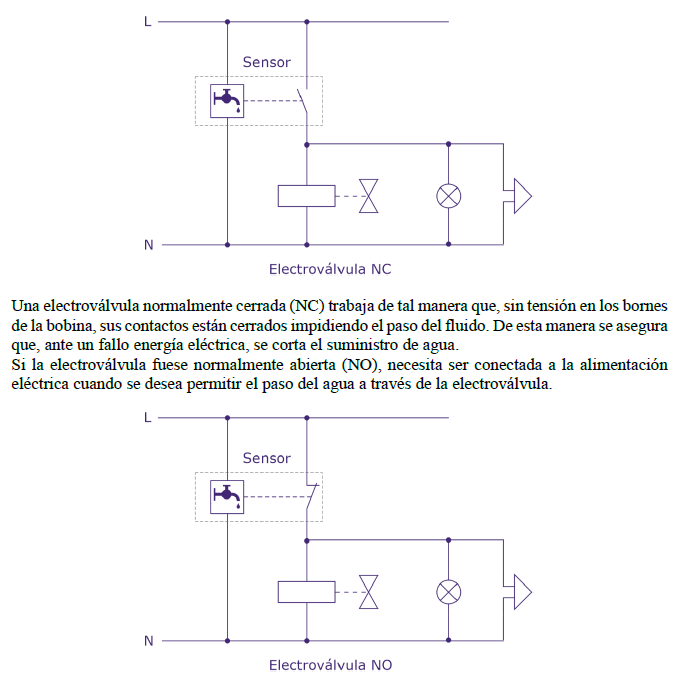 L
Sensor
N
Electroválvula NC
Una electroválvula normalmente cerrada (NC) trabaja de tal manera que, sin tensión en los bornes
de la bobina, sus contactos están cerrados impidiendo el paso del fluido. De esta manera se asegura
que, ante un fallo energía eléctrica, se corta el suministro de agua.
Si la electroválvula fuese normalmente abierta (NO), necesita ser conectada a la alimentación
eléctrica cuando se desea permitir el paso del agua a través de la electroválvula.
L
Sensor
N
Electroválvula NO